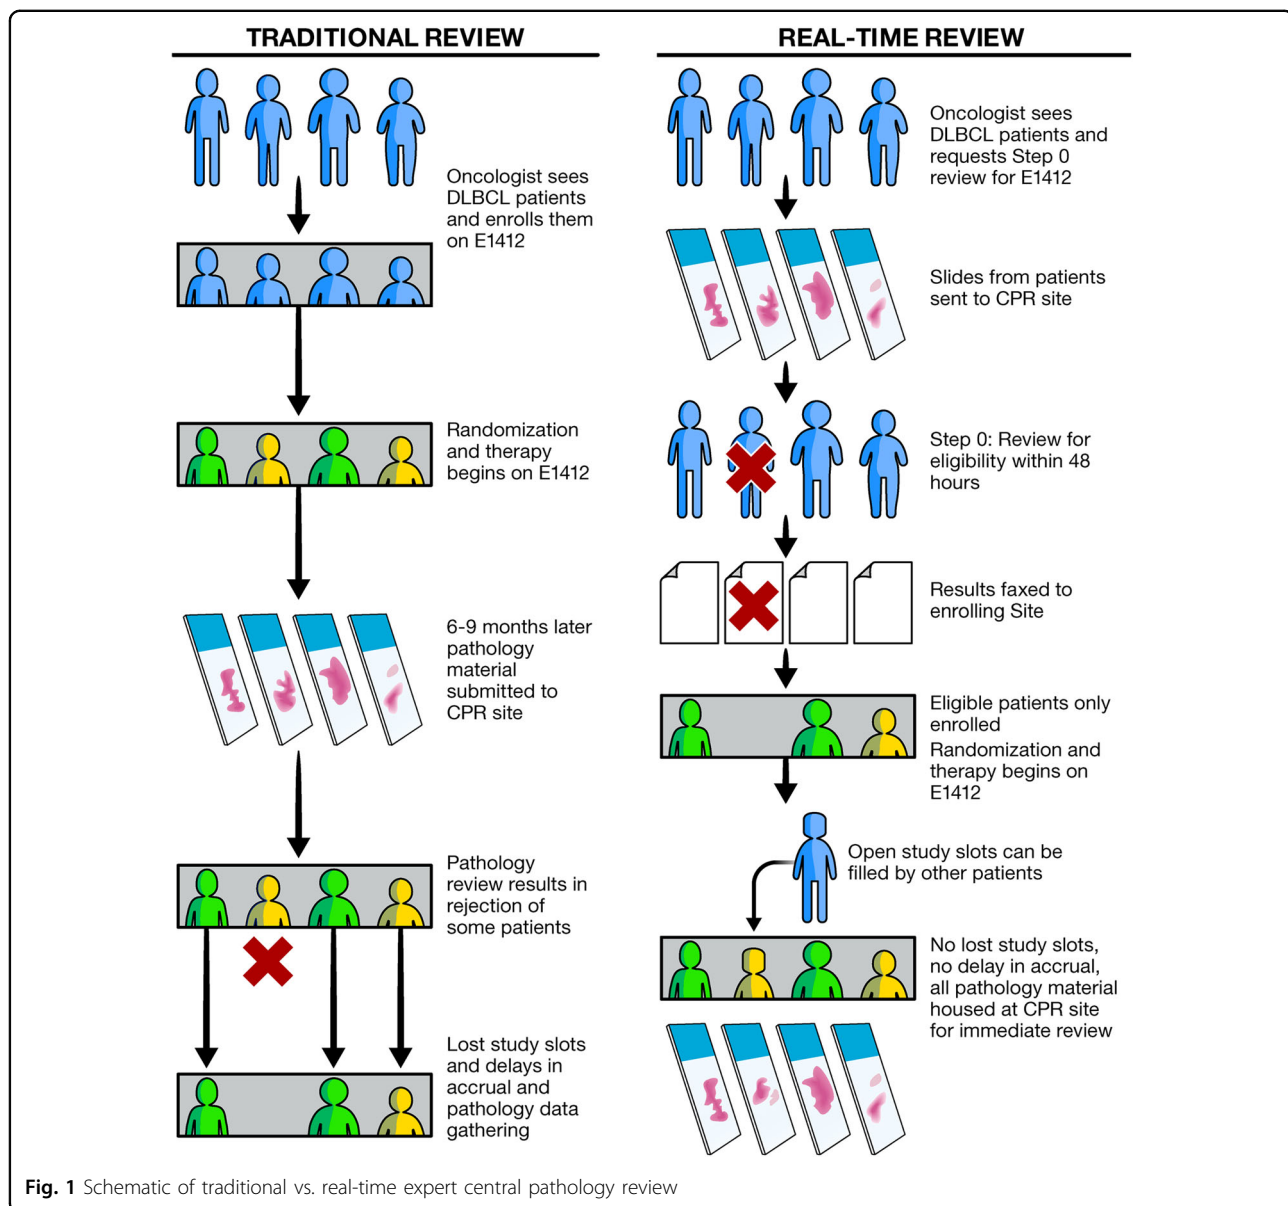 TRADITIONAL REVIEW
Oncologist sees
DLBCL patients
and enrolls them
on E1412
Randomization
and therapy
begins on E1412
6-9 months later
pathology
material
submitted to
CPR site
Pathology
review results in
rejection of
some patients
Lost study slots
and delays in
accrual and
pathology data
gathering
REAL-TIME REVIEW
Oncologist sees
DLBCL patients and
requests Step 0
review for E1412
Slides from patients
sent to CPR site
Step 0: Review for
eligibility within 48
hours
Results faxed to
enrolling Site
Eligible patients only
enrolled
Randomization and
therapy begins on
E1412
Open study slots can be
filled by other patients
No lost study slots,
no delay in accrual,
all pathology material
housed at CPR site
for immediate review
Fig. 1 Schematic of traditional vs. real-time expert central pathology review